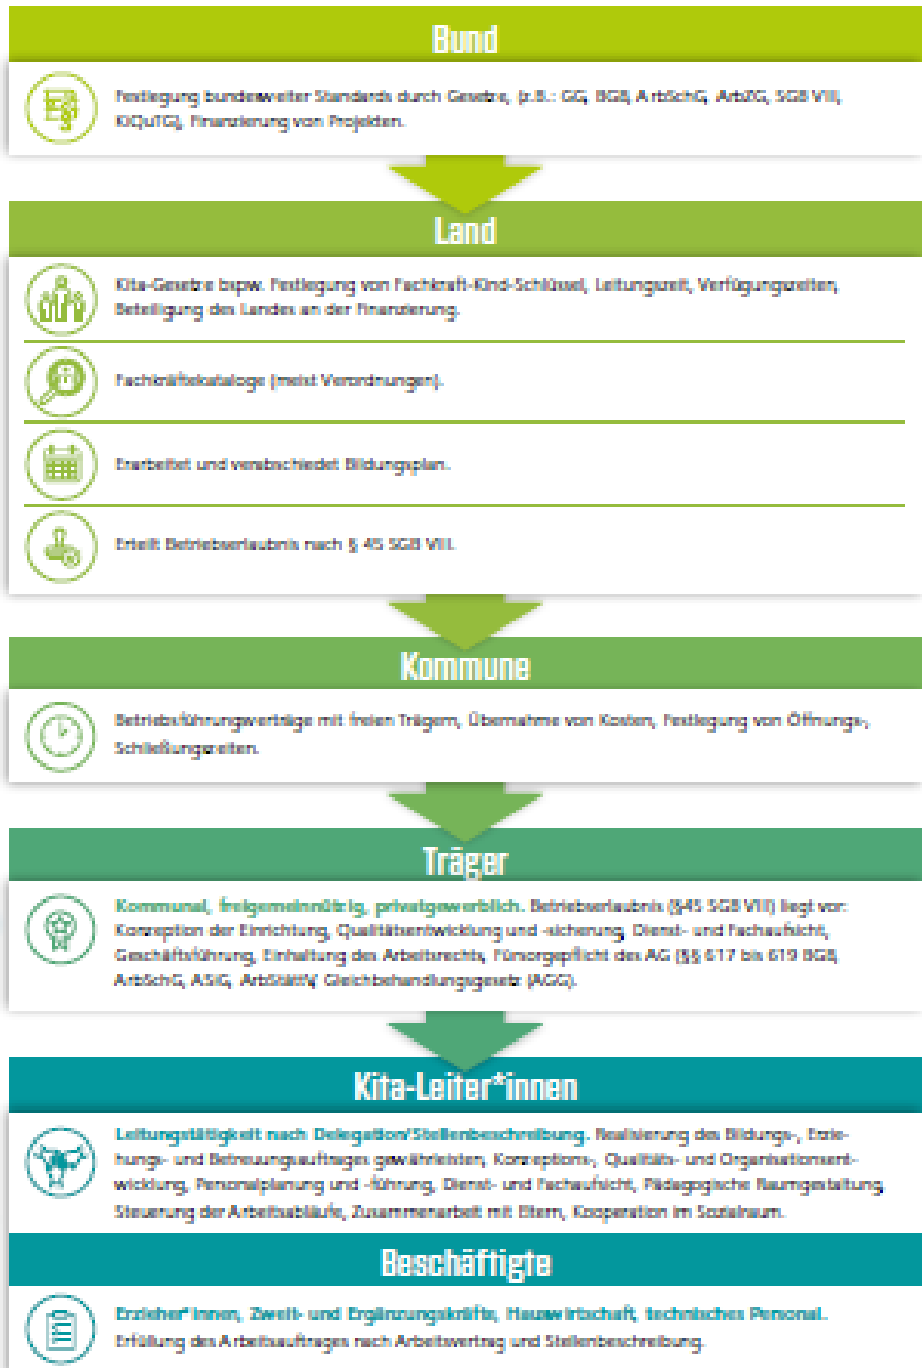 Bund
Festlegung bundesweiter Standards durch Gesetze, (z.B.: GG, BGB, ArbSchG, ArbZG, SGB VIII,
KiQuTG), Finanzierung von Projekten.
Land
Kita-Gesetze bspw. Festlegung von Fachkraft-Kind-Schlüssel, Leitungszeit, Verfügungszeiten,
Beteiligung des Landes an der Finanzierung.
Fachkräftekataloge (meist Verordnungen).
Erarbeitet und verabschiedet Bildungsplan.
Erteilt Betriebserlaubnis nach § 45 SGB VIII.
Kommune
Betriebsführungsverträge mit freien Trägern, Übernahme von Kosten, Festlegung von Öffnungs-,
Schließungszeiten.
Träger
Kommunal, freigemeinnützig, privatgewerblich. Betriebserlaubnis (§45 SGB VIII) liegt vor:
Konzeption der Einrichtung, Qualitätsentwicklung und -sicherung, Dienst- und Fachaufsicht,
Geschäftsführung, Einhaltung des Arbeitsrechts, Fürsorgepflicht des AG (§§ 617 bis 619 BGB,
ArbSchG, ASiG, ArbStättV, Gleichbehandlungsgesetz (AGG).
Kita-Leiter*innen
Leitungstätigkeit nach Delegation/Stellenbeschreibung. Realisierung des Bildungs-, Erzie-
hungs- und Betreuungsauftrages gewährleisten, Konzeptions-, Qualitäts- und Organisationsent-
wicklung, Personalplanung und -führung, Dienst- und Fachaufsicht, Pädagogische Raumgestaltung,
Steuerung der Arbeitsabläufe, Zusammenarbeit mit Eltern, Kooperation im Sozialraum.
Beschäftigte
Erzieher*innen, Zweit- und Ergänzungskräfte, Hauswirtschaft, technisches Personal.
Erfüllung des Arbeitsauftrages nach Arbeitsvertrag und Stellenbeschreibung.